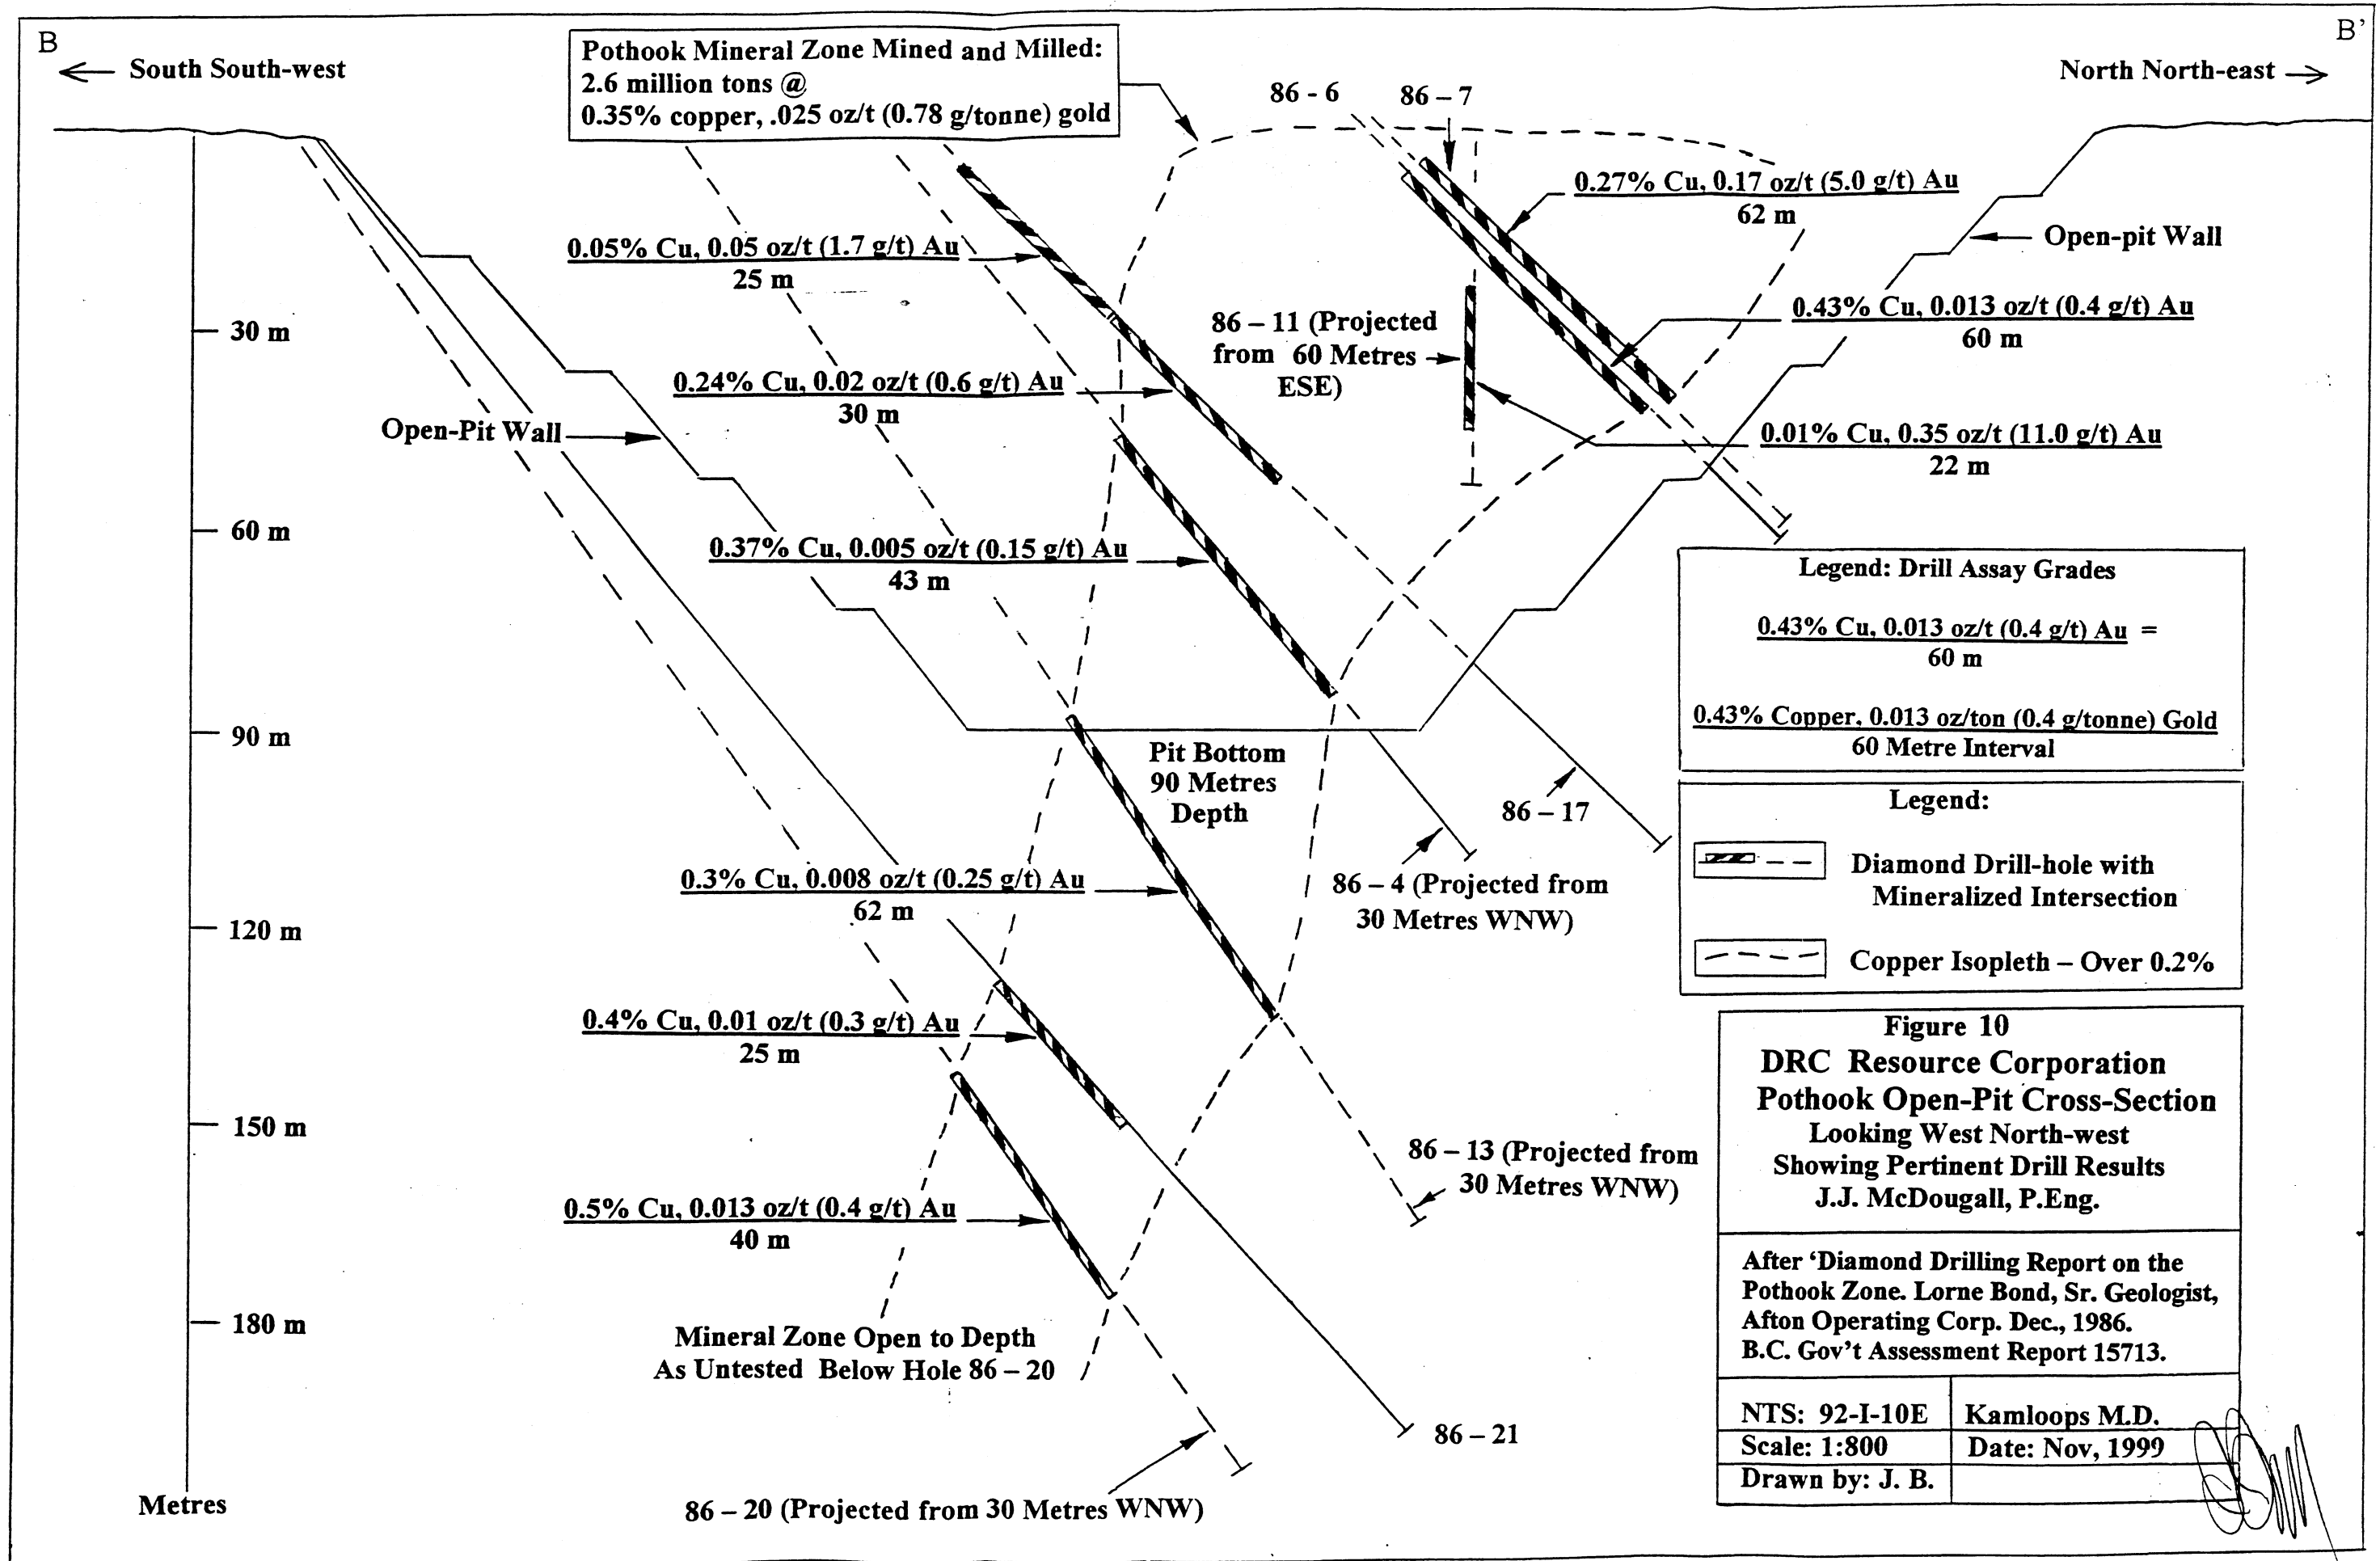 B
B'
South South-west
North North-east
Pothook Mineral Zone Mined and Milled:
2.6 million tons @
0.35% copper, .025 oz/t (0.78 g/tonne) gold
86 - 6
86 – 7
0.27% Cu, 0.17 oz/t (5.0 g/t) Au
62 m
Open-pit Wall
0.05% Cu, 0.05 oz/t (1.7 g/t) Au
25 m
30 m
86 – 11 (Projected
from 60 Metres
ESE)
0.43% Cu, 0.013 oz/t (0.4 g/t) Au
60 m
0.24% Cu, 0.02 oz/t (0.6 g/t) Au
30 m
Open-Pit Wall
0.01% Cu, 0.35 oz/t (11.0 g/t) Au
22 m
60 m
0.37% Cu, 0.005 oz/t (0.15 g/t) Au
43 m
Legend: Drill Assay Grades
0.43% Cu, 0.013 oz/t (0.4 g/t) Au =
60 m
0.43% Copper, 0.013 oz/ton (0.4 g/tonne) Gold
60 Metre Interval
90 m
Pit Bottom
90 Metres
Depth
86 – 17
86 – 4 (Projected from
30 Metres WNW)
Legend:
Diamond Drill-hole with
Mineralized Intersection
Copper Isopleth – Over 0.2%
0.3% Cu, 0.008 oz/t (0.25 g/t) Au
62 m
120 m
0.4% Cu, 0.01 oz/t (0.3 g/t) Au
25 m
150 m
86 – 13 (Projected from
30 Metres WNW)
0.5% Cu, 0.013 oz/t (0.4 g/t) Au
40 m
180 m
Mineral Zone Open to Depth
As Untested Below Hole 86 – 20
86 – 21
Metres
86 – 20 (Projected from 30 Metres WNW)
Figure 10
DRC Resource Corporation
Pothook Open-Pit Cross-Section
Looking West North-west
Showing Pertinent Drill Results
J.J. McDougall, P.Eng.
After ‘Diamond Drilling Report on the
Pothook Zone. Lorne Bond, Sr. Geologist,
Afton Operating Corp. Dec., 1986.
B.C. Gov't Assessment Report 15713.
NTS: 92-I-10E
Kamloops M.D.
Scale: 1:800
Date: Nov, 1999
Drawn by: J. B.